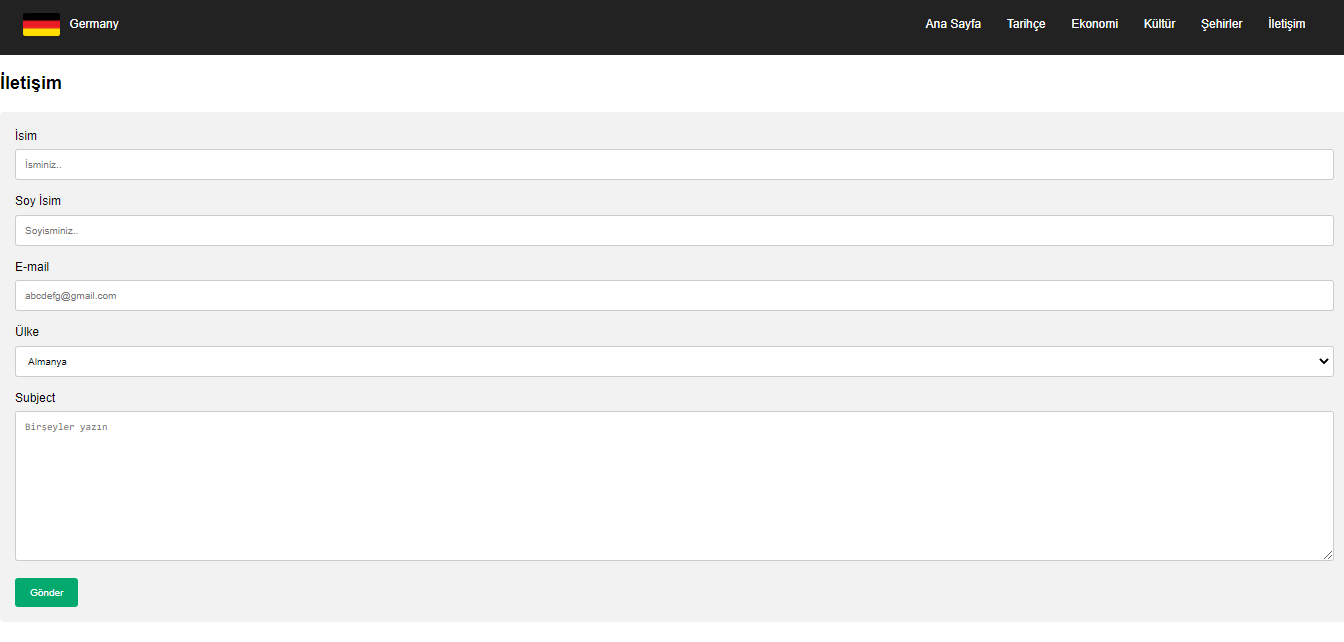 Germany Ana Sayfa Tarihçe Ekonomi Kültür Şehirler İletişim
İletişim
İsim
İsminiz..
Soy İsim
Soyisminiz..
E-mail
abcdefg@gmail.com
Ülke
Almanya
Subject
Birşeyler yazın
Gönder